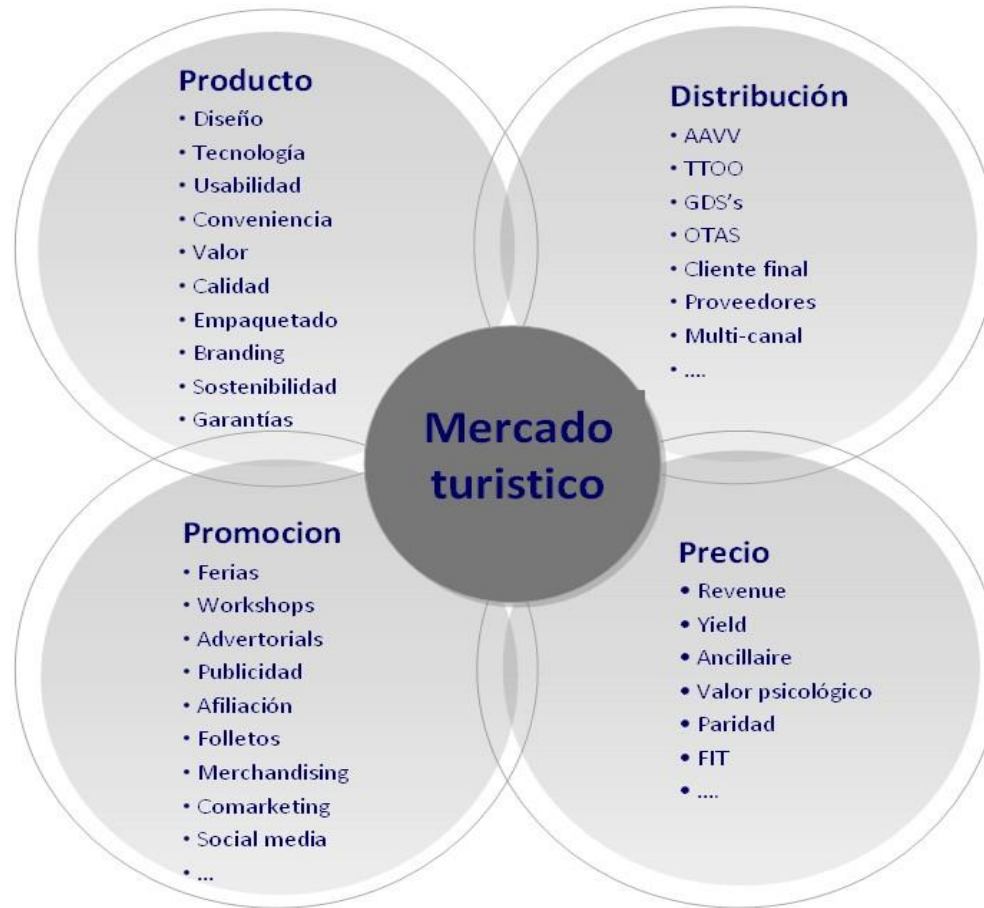 Producto
• Diseño
• Tecnología
• Usabilidad
• Conveniencia
• Valor
• Calidad
• Empaquetado
• Branding
• Sostenibilidad
• Garantías
Distribución
• AAVV
• TTOO
• GDS's
• OTAS
• Cliente final
• Proveedores
• Multi-canal
• ....
Mercado
turistico
Promocion
• Ferias
• Workshops
• Advertorials
• Publicidad
• Afiliación
• Folletos
• Merchandising
• Comarketing
• Social media
• ...
Precio
• Revenue
• Yield
• Ancillaire
• Valor psicológico
• Paridad
• FIT
• ....